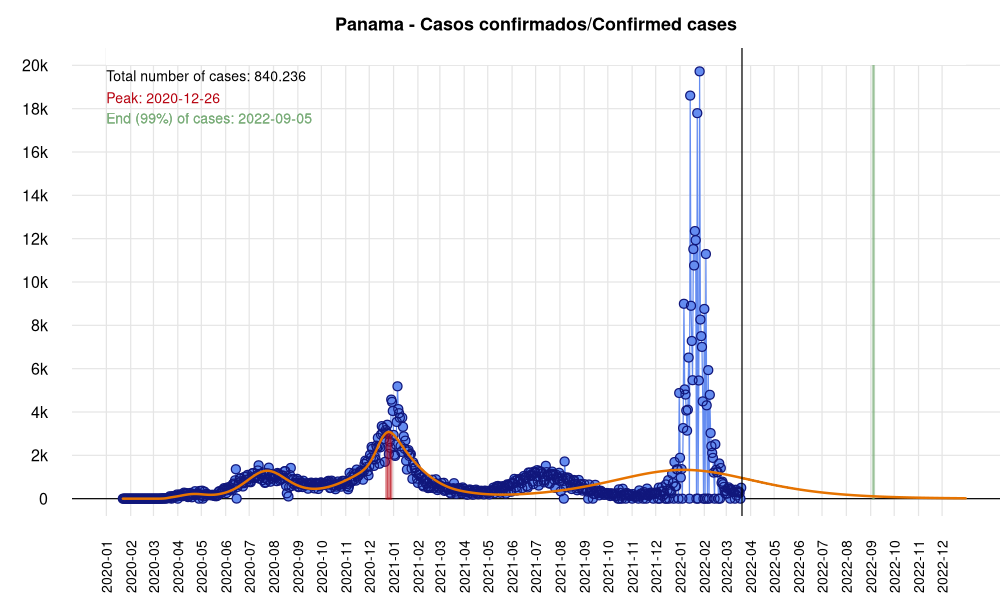 Panama - Casos confirmados/Confirmed cases
Total number of cases: 840.236
Peak: 2020-12-26
End (99%) of cases: 2022-09-05
20k
18k
16k
14k
12k
10k
8k
6k
4k
2k
0
2020-01
2020-02
2020-03
2020-04
2020-05
2020-06
2020-07
2020-08
2020-09
2020-10
2020-11
2020-12
2021-01
2021-02
2021-03
2021-04
2021-05
2021-06
2021-07
2021-08
2021-09
2021-10
2021-11
2021-12
2022-01
2022-02
2022-03
2022-04
2022-05
2022-06
2022-07
2022-08
2022-09
2022-10
2022-11
2022-12